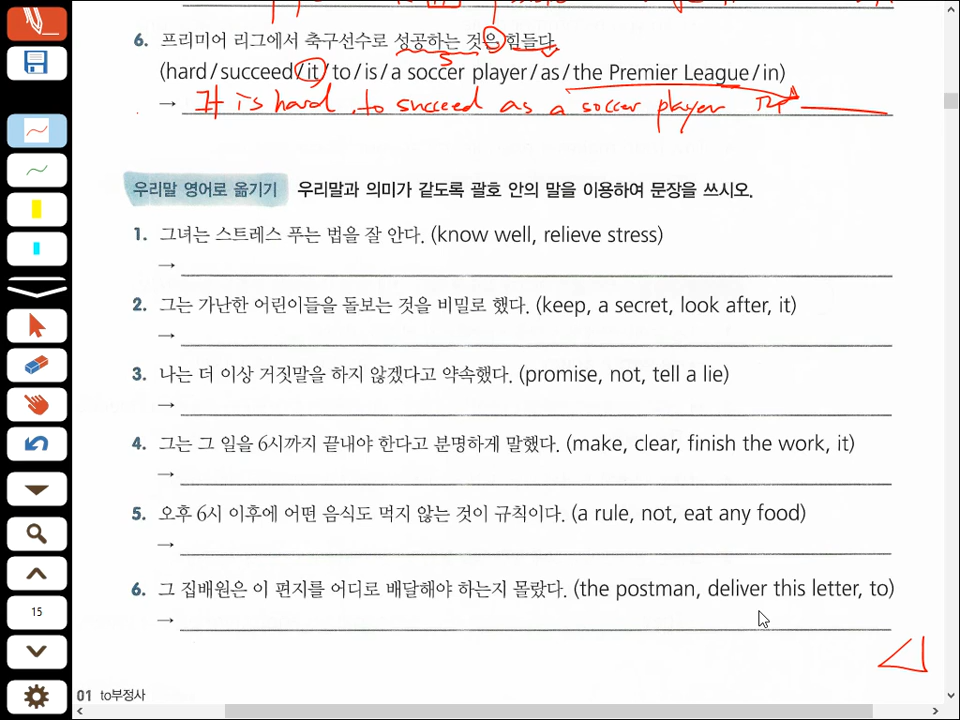 6. 프리미어 리그에서 축구선수로 성공하는 것은 힘들다.
S
(hard/succeed/it/to/is/a soccer player/as/the Premier League/in)
→ It is hard to succeed as a soccer player
우리말 영어로 옮기기 우리말과 의미가 같도록 괄호 안의 말을 이용하여 문장을 쓰시오.
1. 그녀는 스트레스 푸는 법을 잘 안다. (know well, relieve stress)
→
2. 그는 가난한 어린이들을 돌보는 것을 비밀로 했다. (keep, a secret, look after, it)
→
3. 나는 더 이상 거짓말을 하지 않겠다고 약속했다. (promise, not, tell a lie)
→
4. 그는 그 일을 6시까지 끝내야 한다고 분명하게 말했다. (make, clear, finish the work, it)
→
5. 오후 6시 이후에 어떤 음식도 먹지 않는 것이 규칙이다. (a rule, not, eat any food)
→
6. 그 집배원은 이 편지를 어디로 배달해야 하는지 몰랐다. (the postman, deliver this letter, to)
→
15
01 to부정사